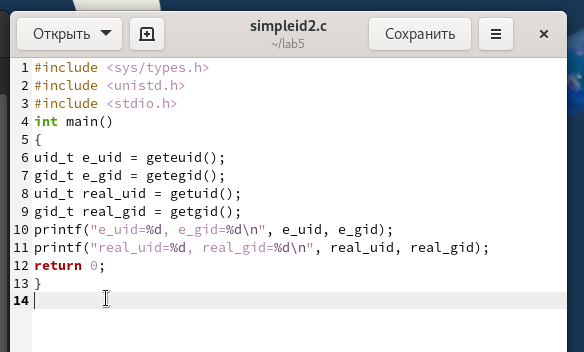 Открыть
simpleid2.c
~/lab5
Сохранить
1 #include <sys/types.h>
2 #include <unistd.h>
3 #include <stdio.h>
4 int main()
5 {
6 uid_t e_uid = geteuid();
7 gid_t e_gid = getegid();
8 uid_t real_uid = getuid();
9 gid_t real_gid = getgid();
10 printf("e_uid=%d, e_gid=%d\n", e_uid, e_gid);
11 printf("real_uid=%d, real_gid=%d\n", real_uid, real_gid);
12 return 0;
13 }
14